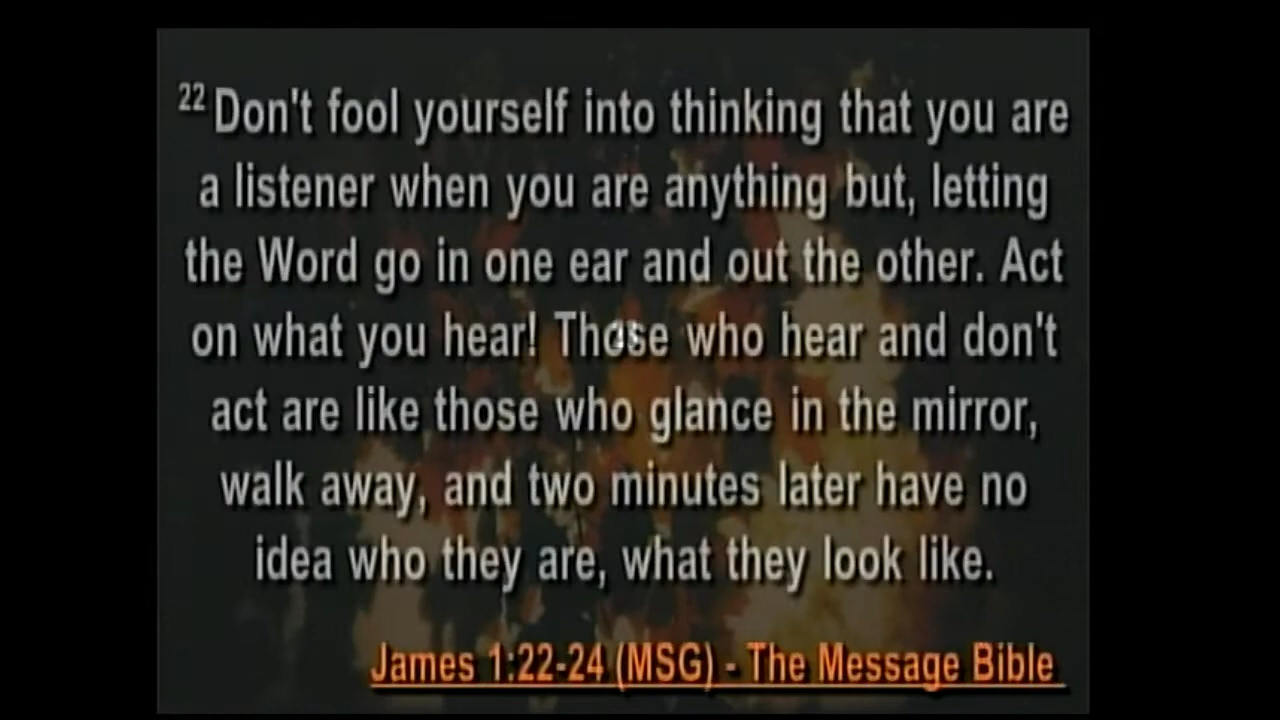 22 Don't fool yourself into thinking that you are
a listener when you are anything but, letting
the Word go in one ear and out the other. Act
on what you hear! Those who hear and don't
act are like those who glance in the mirror,
walk away, and two minutes later have no
idea who they are, what they look like.
James 1:22-24 (MSG) - The Message Bible